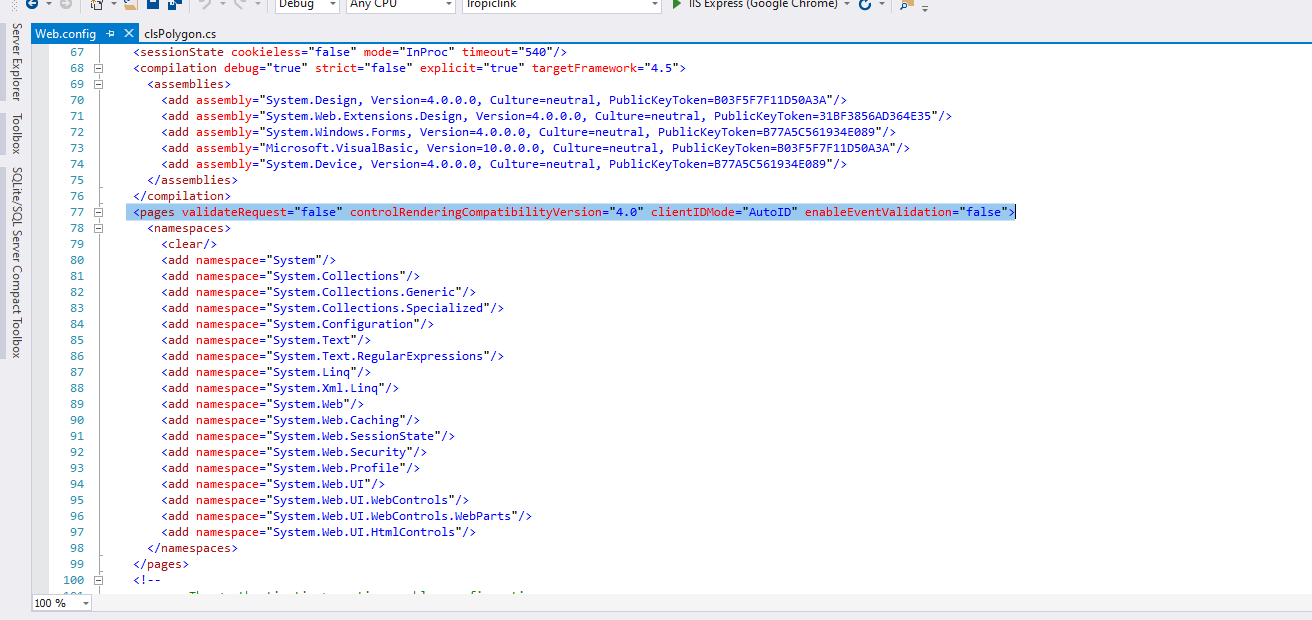 Debug Any CPU Tropiclink IIS Express (Google Chrome)
Web.config clsPolygon.cs
Server Explorer
Toolbox
SQLite/SQL Server Compact Toolbox
67 <sessionState cookieless="false" mode="InProc" timeout="540"/>
68 <compilation debug="true" strict="false" explicit="true" targetFramework="4.5">
69 <assemblies>
70 <add assembly="System.Design, Version=4.0.0.0, Culture=neutral, PublicKeyToken=B03F5F7F11D50A3A"/>
71 <add assembly="System.Web.Extensions.Design, Version=4.0.0.0, Culture=neutral, PublicKeyToken=31BF3856AD364E35"/>
72 <add assembly="System.Windows.Forms, Version=4.0.0.0, Culture=neutral, PublicKeyToken=B77A5C561934E089"/>
73 <add assembly="Microsoft.VisualBasic, Version=10.0.0.0, Culture=neutral, PublicKeyToken=B03F5F7F11D50A3A"/>
74 <add assembly="System.Device, Version=4.0.0.0, Culture=neutral, PublicKeyToken=B77A5C561934E089"/>
75 </assemblies>
76 </compilation>
77 <pages validateRequest="false" controlRenderingCompatibilityVersion="4.0" clientIDMode="AutoID" enableEventValidation="false">
78 <namespaces>
79 <clear/>
80 <add namespace="System"/>
81 <add namespace="System.Collections"/>
82 <add namespace="System.Collections.Generic"/>
83 <add namespace="System.Collections.Specialized"/>
84 <add namespace="System.Configuration"/>
85 <add namespace="System.Text"/>
86 <add namespace="System.Text.RegularExpressions"/>
87 <add namespace="System.Linq"/>
88 <add namespace="System.Xml.Linq"/>
89 <add namespace="System.Web"/>
90 <add namespace="System.Web.Caching"/>
91 <add namespace="System.Web.SessionState"/>
92 <add namespace="System.Web.Security"/>
93 <add namespace="System.Web.Profile"/>
94 <add namespace="System.Web.UI"/>
95 <add namespace="System.Web.UI.WebControls"/>
96 <add namespace="System.Web.UI.WebControls.WebParts"/>
97 <add namespace="System.Web.UI.HtmlControls"/>
98 </namespaces>
99 </pages>
100 <!--
100 %